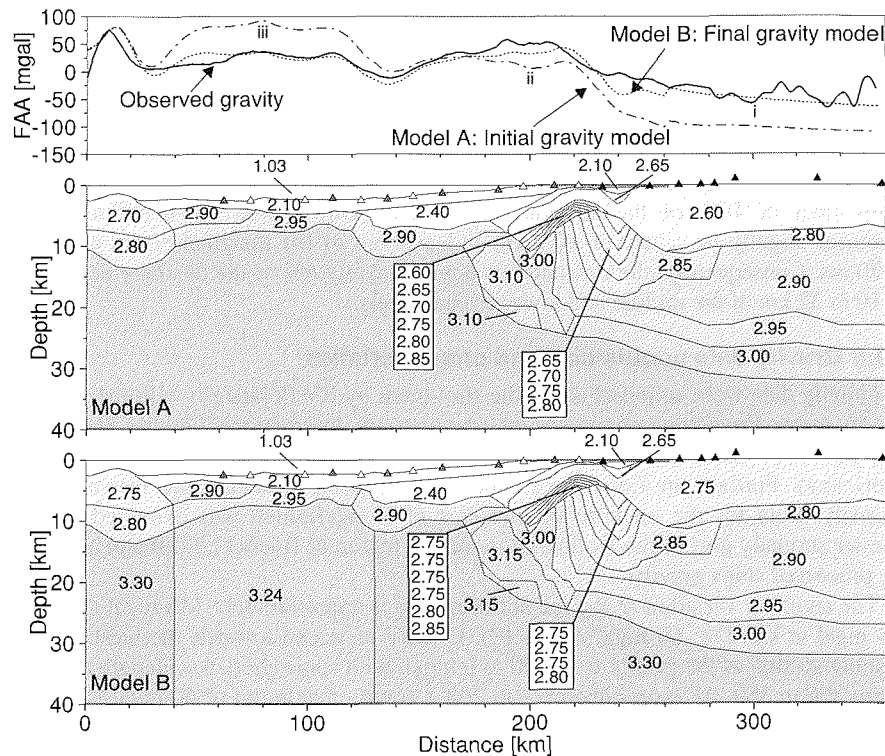 100
50
0
-50
-100
-150
FAA [mgal]
iii
ii
i
Observed gravity
Model B: Final gravity model
Model A: Initial gravity model
1.03
2.10 2.65
0
10
20
30
40
Depth [km]
2.70 2.90 2.10 2.95 2.40 2.60
2.80 2.90 2.80
3.10 3.00 2.85 2.90
3.10 2.95
3.00
2.60
2.65
2.70
2.75
2.80
2.85
2.65
2.70
2.75
2.80
Model A
1.03
2.10 2.65
0
10
20
30
40
Depth [km]
2.75 2.90 2.10 2.95 2.40 2.75
2.80 2.90 2.80
3.15 3.00 2.85 2.90
3.30 3.24 3.15 2.95
3.00
3.30
2.75
2.75
2.75
2.75
2.80
2.85
2.75
2.75
2.75
2.80
Model B
0 100 200 300
Distance [km]